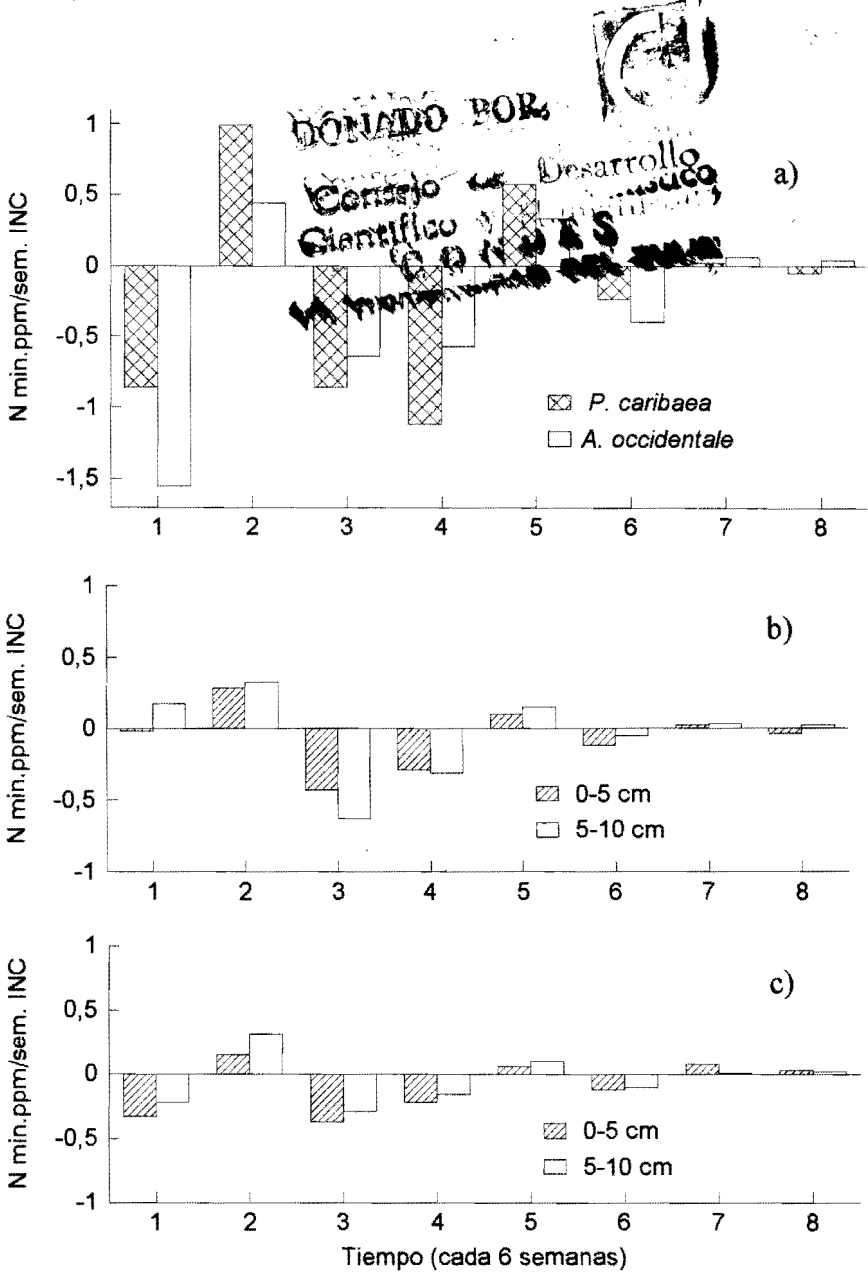 DONADO POR,
Consejo de Desarrollo
Científico y
C O N D E S
a)
1
0,5
0
-0,5
-1
-1,5
N min.ppm/sem. INC
P. caribaea
A. occidentale
1 2 3 4 5 6 7 8
b)
1
0,5
0
-0,5
-1
N min.ppm/sem. INC
0-5 cm
5-10 cm
1 2 3 4 5 6 7 8
c)
1
0,5
0
-0,5
-1
N min.ppm/sem. INC
0-5 cm
5-10 cm
1 2 3 4 5 6 7 8
Tiempo (cada 6 semanas)